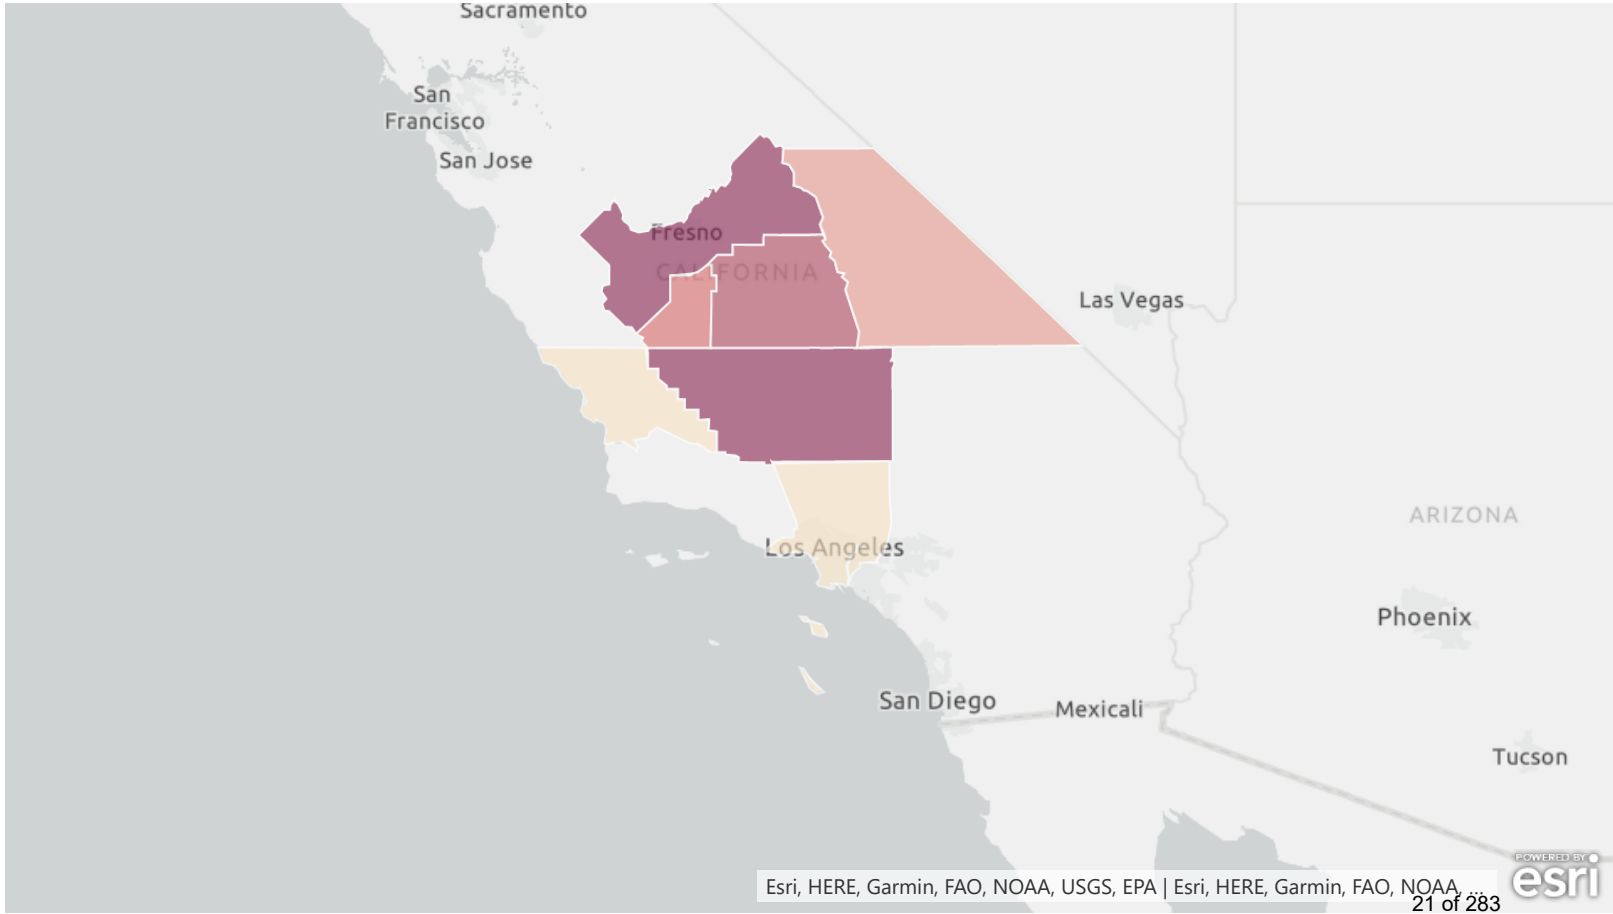 Sacramento
San
Francisco
San Jose
Fresno
CALIFORNIA
Las Vegas
ARIZONA
Los Angeles
Phoenix
San Diego
Mexicali
Tucson
POWERED BY
esri
Esri, HERE, Garmin, FAO, NOAA, USGS, EPA | Esri, HERE, Garmin, FAO, NOAA, ...
21 of 283